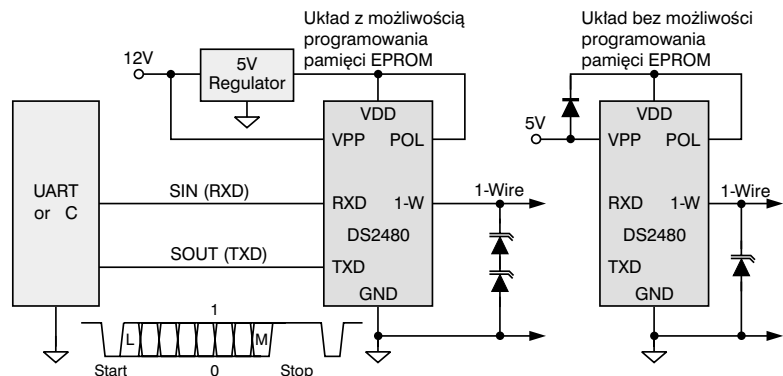 Układ z możliwością
programowania
pamięci EPROM
Układ bez możliwości
programowania
pamięci EPROM
12V
5V
Regulator
VDD
VPP
POL
UART
or C
SIN (RXD)
RXD
1-W
1-Wire
DS2480
SOUT (TXD)
TXD
GND
1
L
M
Start
0
Stop
5V
VDD
VPP
POL
RXD
1-W
1-Wire
DS2480
TXD
GND